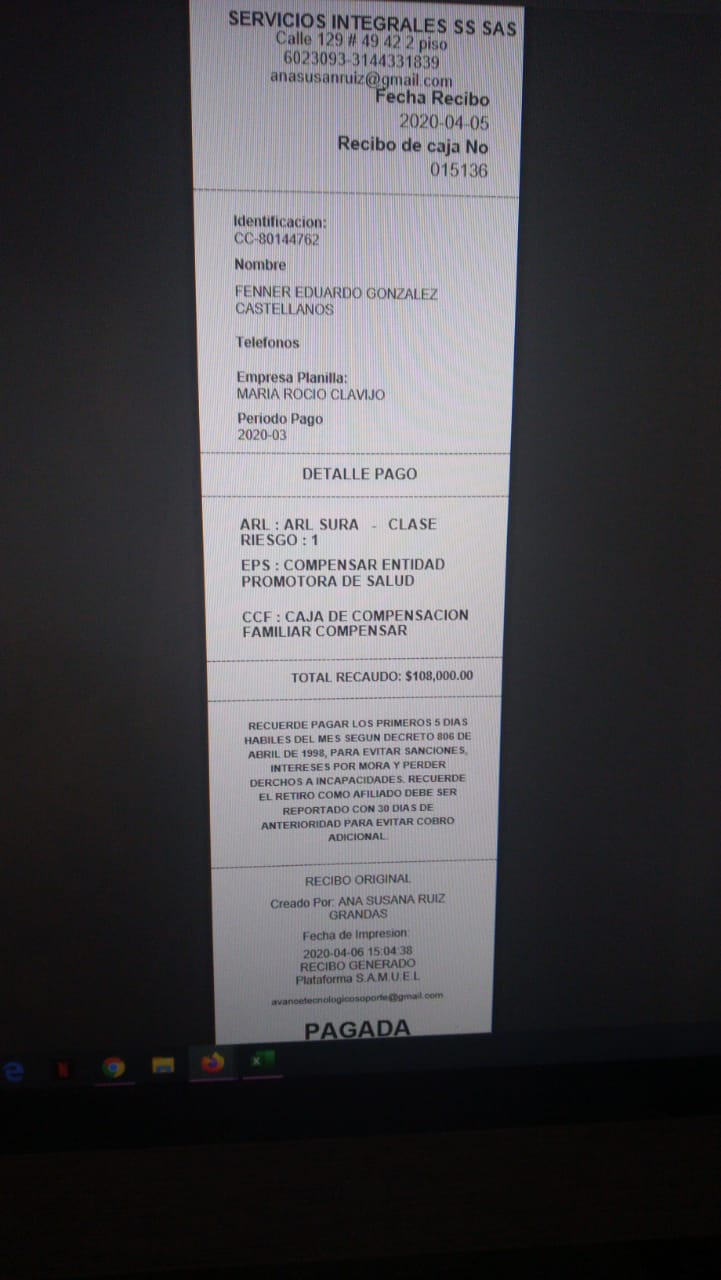 SERVICIOS INTEGRALES SS SAS
Calle 129 # 49 42 2 piso
6023093-3144331839
anasusanruiz@gmail.com
Fecha Recibo
2020-04-05
Recibo de caja No
015136
Identificacion:
CC-80144762
Nombre
FENNER EDUARDO GONZALEZ
CASTELLANOS
Telefonos
Empresa Planilla:
MARIA ROCIO CLAVIJO
Periodo Pago
2020-03
DETALLE PAGO
ARL : ARL SURA - CLASE
RIESGO : 1
EPS : COMPENSAR ENTIDAD
PROMOTORA DE SALUD
CCF : CAJA DE COMPENSACION
FAMILIAR COMPENSAR
TOTAL RECAUDO: $108,000.00
RECUERDE PAGAR LOS PRIMEROS 5 DIAS
HABILES DEL MES SEGUN DECRETO 806 DE
ABRIL DE 1998, PARA EVITAR SANCIONES,
INTERESES POR MORA Y PERDER
DERCHOS A INCAPACIDADES. RECUERDE
EL RETIRO COMO AFILIADO DEBE SER
REPORTADO CON 30 DIAS DE
ANTERIORIDAD PARA EVITAR COBRO
ADICIONAL.
RECIBO ORIGINAL
Creado Por: ANA SUSANA RUIZ
GRANDAS
Fecha de Impresion:
2020-04-06 15:04:38
RECIBO GENERADO
Plataforma S.A.M.U.E.L
avancetecnologicosoporte@gmail.com
PAGADA